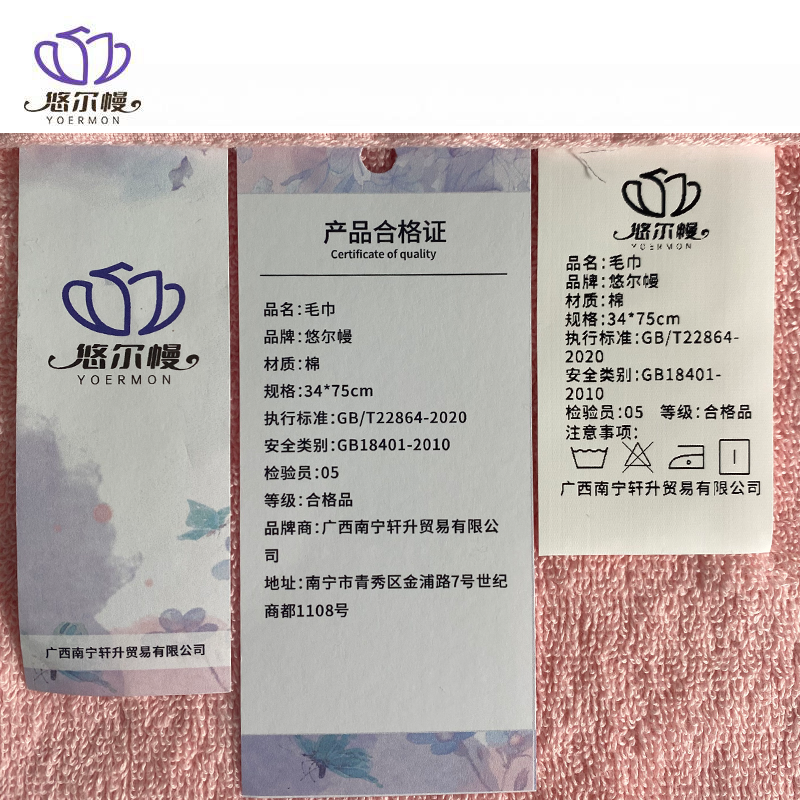 悠尔幔
YOERMON
悠尔幔
YOERMON
广西南宁轩升贸易有限公司
产品合格证
Certificate of quality
品名:毛巾
品牌:悠尔幔
材质:棉
规格:34*75cm
执行标准:GB/T22864-2020
安全类别:GB18401-2010
检验员:05
等级:合格品
品牌商:广西南宁轩升贸易有限公
司
地址:南宁市青秀区金浦路7号世纪
商都1108号
悠尔幔
YOERMON
品名:毛巾
品牌:悠尔幔
材质:棉
规格:34*75cm
执行标准:GB/T22864-
2020
安全类别:GB18401-
2010
检验员:05 等级:合格品
注意事项:
广西南宁轩升贸易有限公司